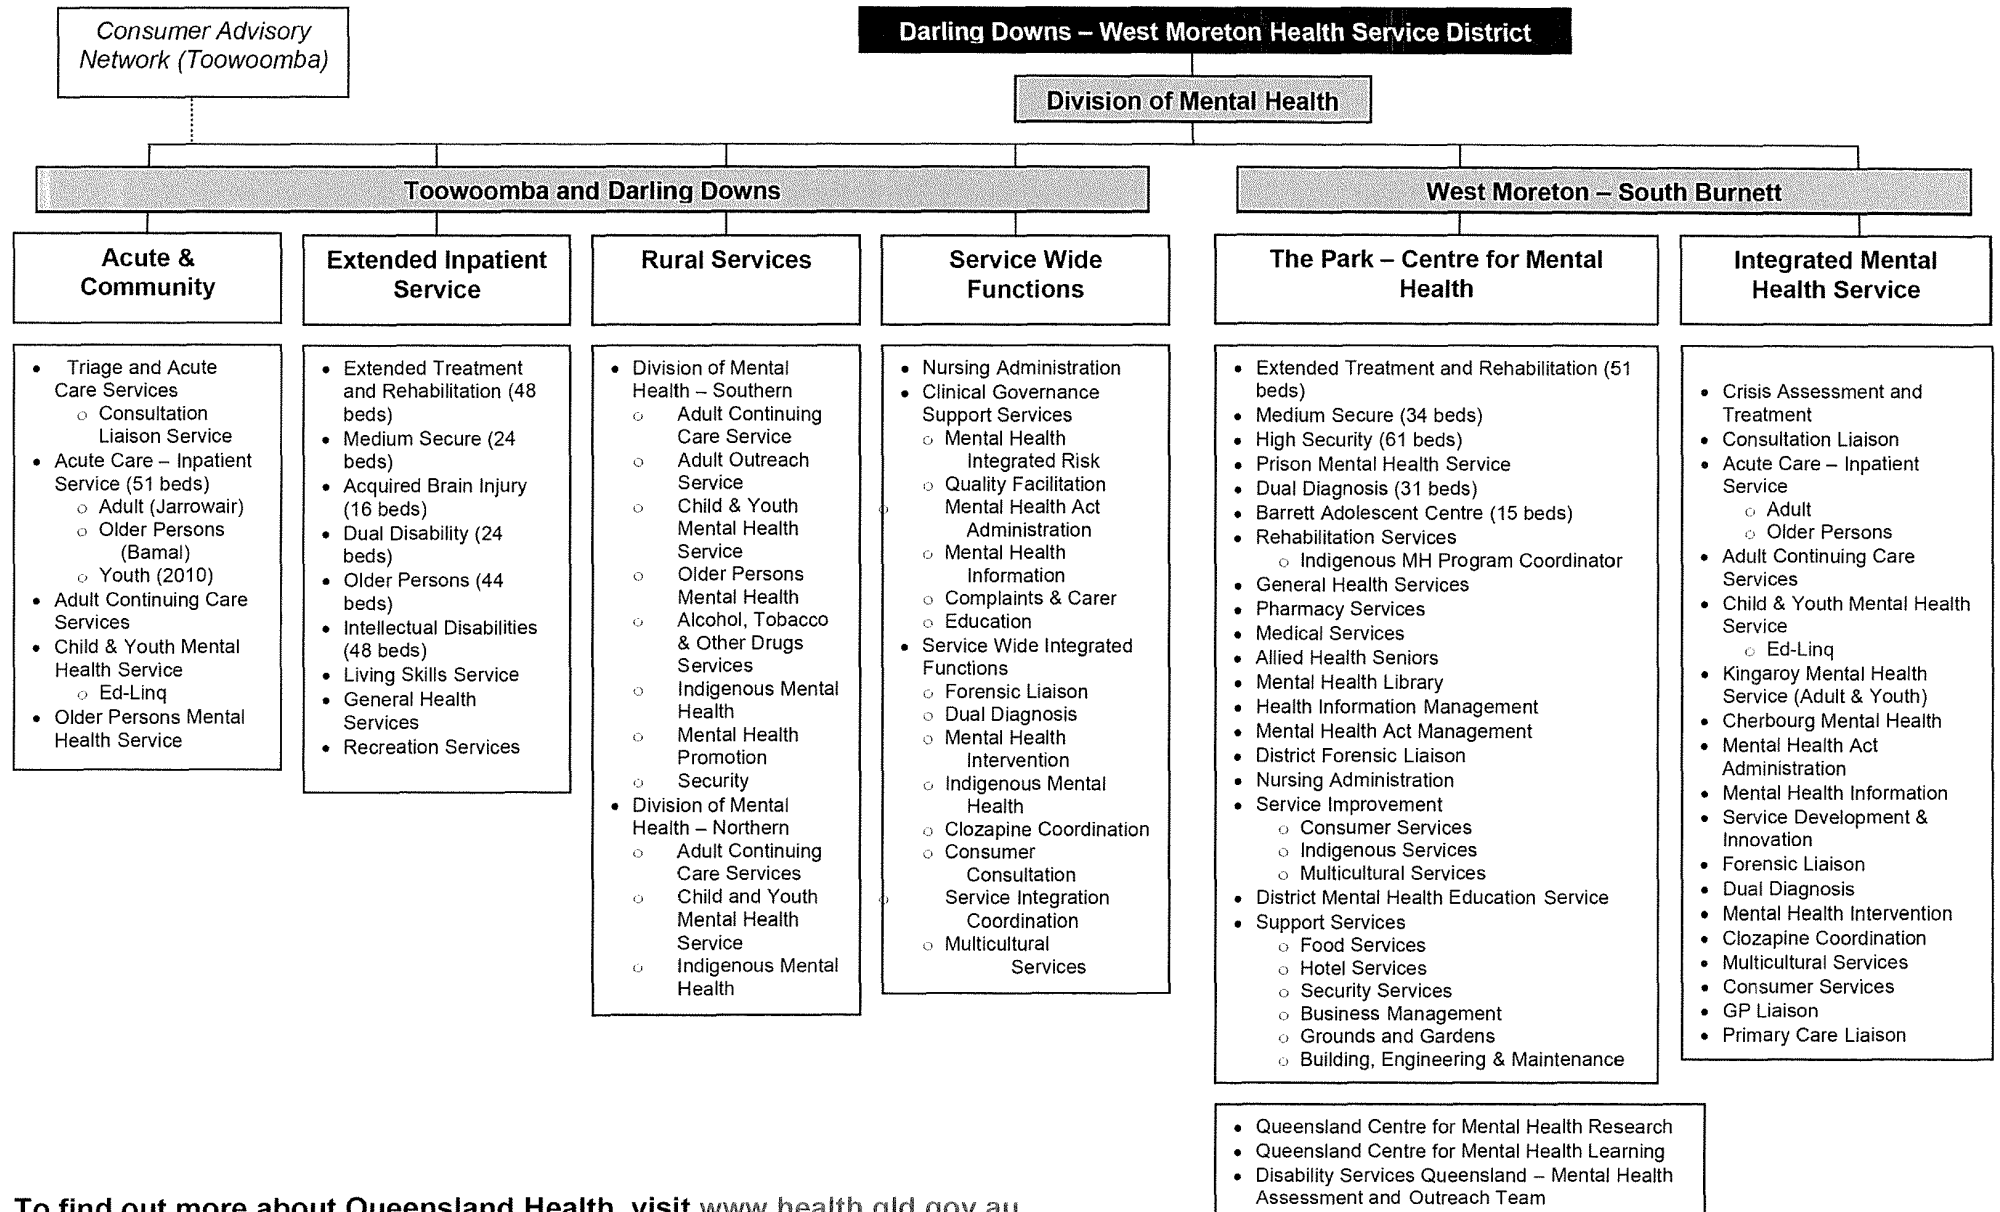 Consumer Advisory
Network (Toowoomba)
Darling Downs – West Moreton Health Service District
Division of Mental Health
Toowoomba and Darling Downs
West Moreton – South Burnett
Acute &
Community
Extended Inpatient
Service
Rural Services
Service Wide
Functions
The Park – Centre for Mental
Health
Integrated Mental
Health Service
• Triage and Acute
Care Services
○ Consultation
Liaison Service
• Acute Care – Inpatient
Service (51 beds)
○ Adult (Jarrowair)
○ Older Persons
(Bamal)
○ Youth (2010)
• Adult Continuing Care
Services
• Child & Youth Mental
Health Service
○ Ed-Linq
• Older Persons Mental
Health Service
• Extended Treatment
and Rehabilitation (48
beds)
• Medium Secure (24
beds)
• Acquired Brain Injury
(16 beds)
• Dual Disability (24
beds)
• Older Persons (44
beds)
• Intellectual Disabilities
(48 beds)
• Living Skills Service
• General Health
Services
• Recreation Services
• Division of Mental
Health – Southern
○ Adult Continuing
Care Service
○ Adult Outreach
Service
○ Child & Youth
Mental Health
Service
○ Older Persons
Mental Health
○ Alcohol, Tobacco
& Other Drugs
Services
○ Indigenous Mental
Health
○ Mental Health
Promotion
○ Security
• Division of Mental
Health – Northern
○ Adult Continuing
Care Services
○ Child and Youth
Mental Health
Service
○ Indigenous Mental
Health
• Nursing Administration
• Clinical Governance
Support Services
○ Mental Health
Integrated Risk
○ Quality Facilitation
○ Mental Health Act
Administration
○ Mental Health
Information
○ Complaints & Carer
○ Education
• Service Wide Integrated
Functions
○ Forensic Liaison
○ Dual Diagnosis
○ Mental Health
Intervention
○ Indigenous Mental
Health
○ Clozapine Coordination
○ Consumer
Consultation
○ Service Integration
Coordination
○ Multicultural
Services
• Extended Treatment and Rehabilitation (51
beds)
• Medium Secure (34 beds)
• High Security (61 beds)
• Prison Mental Health Service
• Dual Diagnosis (31 beds)
• Barrett Adolescent Centre (15 beds)
• Rehabilitation Services
○ Indigenous MH Program Coordinator
• General Health Services
• Pharmacy Services
• Medical Services
• Allied Health Seniors
• Mental Health Library
• Health Information Management
• Mental Health Act Management
• District Forensic Liaison
• Nursing Administration
• Service Improvement
○ Consumer Services
○ Indigenous Services
○ Multicultural Services
• District Mental Health Education Service
• Support Services
○ Food Services
○ Hotel Services
○ Security Services
○ Business Management
○ Grounds and Gardens
○ Building, Engineering & Maintenance
• Crisis Assessment and
Treatment
• Consultation Liaison
• Acute Care – Inpatient
Service
○ Adult
○ Older Persons
• Adult Continuing Care
Services
• Child & Youth Mental Health
Service
○ Ed-Linq
• Kingaroy Mental Health
Service (Adult & Youth)
• Cherbourg Mental Health
• Mental Health Act
Administration
• Mental Health Information
• Service Development &
Innovation
• Forensic Liaison
• Dual Diagnosis
• Mental Health Intervention
• Clozapine Coordination
• Multicultural Services
• Consumer Services
• GP Liaison
• Primary Care Liaison
• Queensland Centre for Mental Health Research
• Queensland Centre for Mental Health Learning
• Disability Services Queensland – Mental Health
Assessment and Outreach Team
To find out more about Queensland Health, visit www.health.qld.gov.au